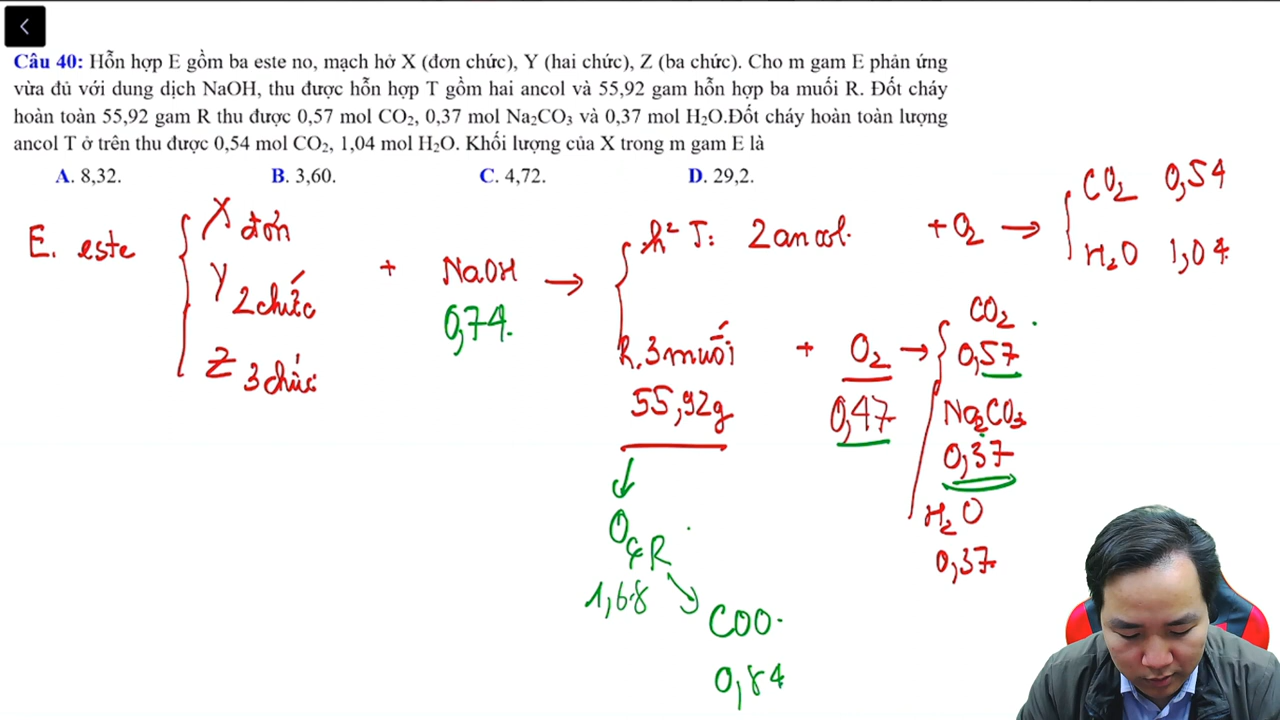 Câu 40: Hỗn hợp E gồm ba este no, mạch hở X (đơn chức), Y (hai chức), Z (ba chức). Cho m gam E phản ứng
vừa đủ với dung dịch NaOH, thu được hỗn hợp T gồm hai ancol và 55,92 gam hỗn hợp ba muối R. Đốt cháy
hoàn toàn 55,92 gam R thu được 0,57 mol CO₂, 0,37 mol Na₂CO₃ và 0,37 mol H₂O.Đốt cháy hoàn toàn lượng
ancol T ở trên thu được 0,54 mol CO₂, 1,04 mol H₂O. Khối lượng của X trong m gam E là
A. 8,32. B. 3,60. C. 4,72. D. 29,2.
E. este
X đơn
Y 2 chức
Z 3 chức
+ NaOH →
0,74.
h² T: 2 ancol. + O₂ →
CO₂ 0,54
H₂O 1,04
R. 3 muối + O₂ →
55,92g
0,47
CO₂
0,57
Na₂CO₃
0,37
H₂O
0,37
O₍R
1,68
COO
0,84